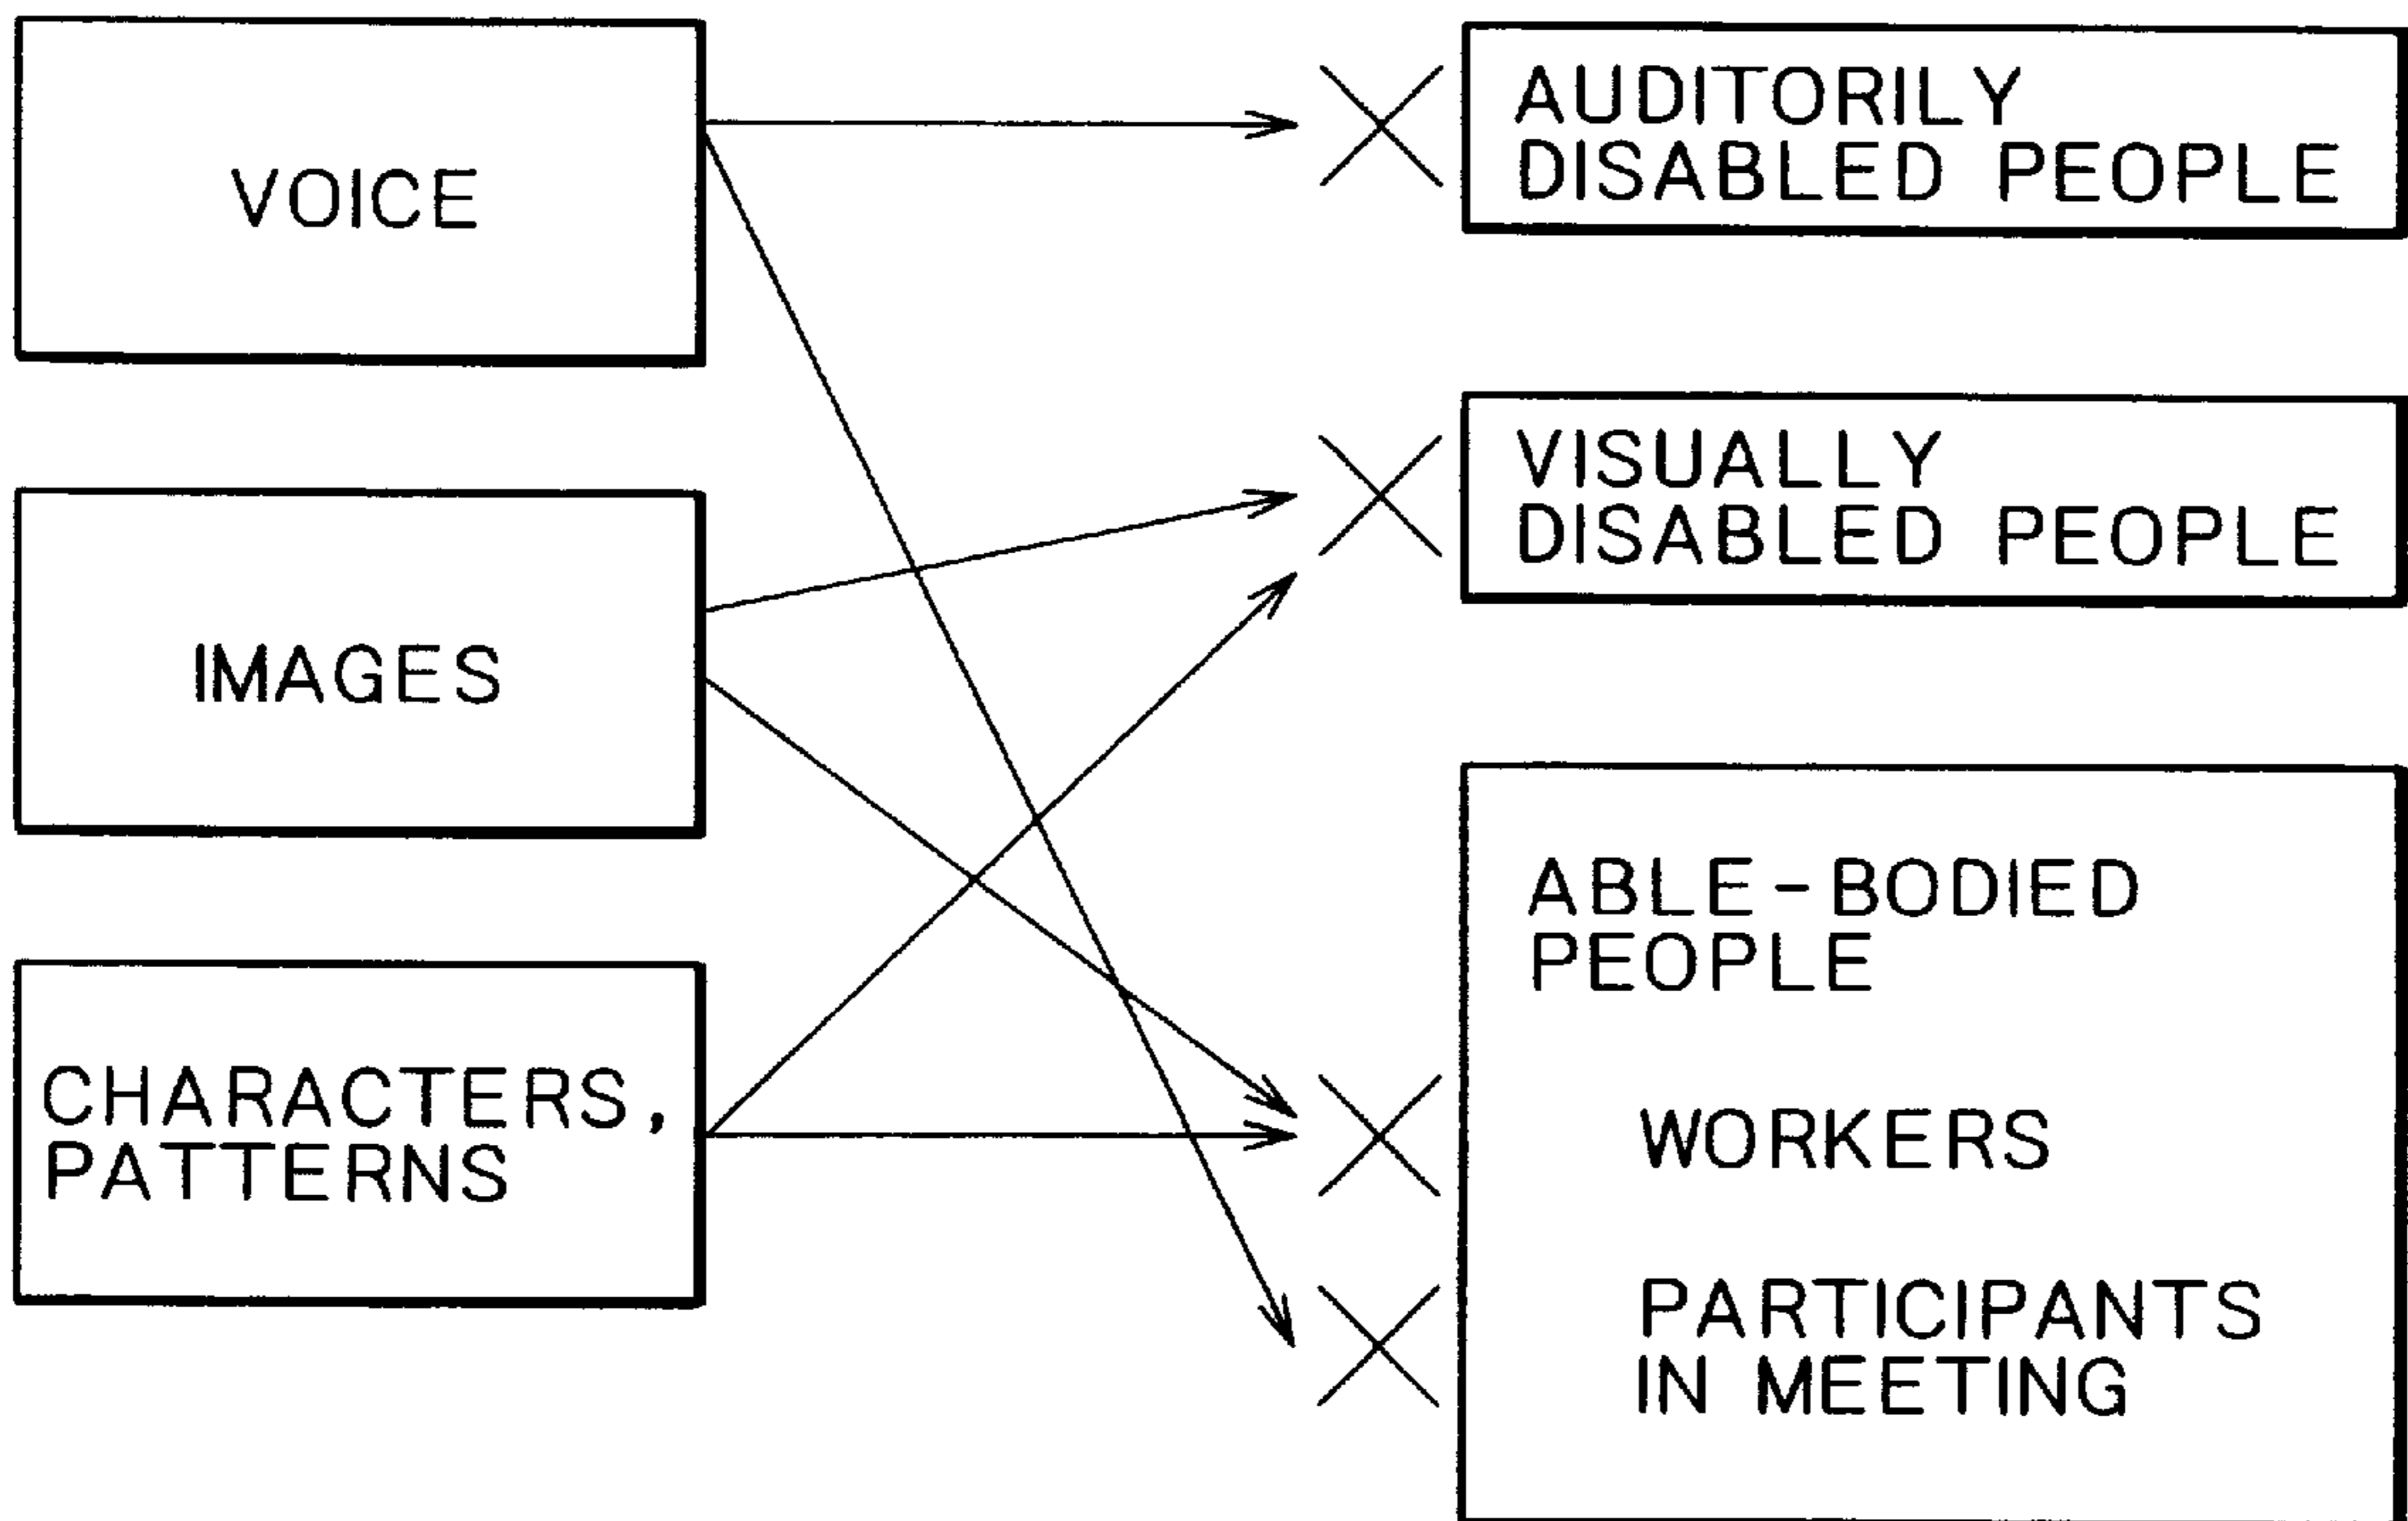 VOICE
IMAGES
CHARACTERS,
PATTERNS
AUDITORILY
DISABLED PEOPLE
VISUALLY
DISABLED PEOPLE
ABLE-BODIED
PEOPLE
WORKERS
PARTICIPANTS
IN MEETING